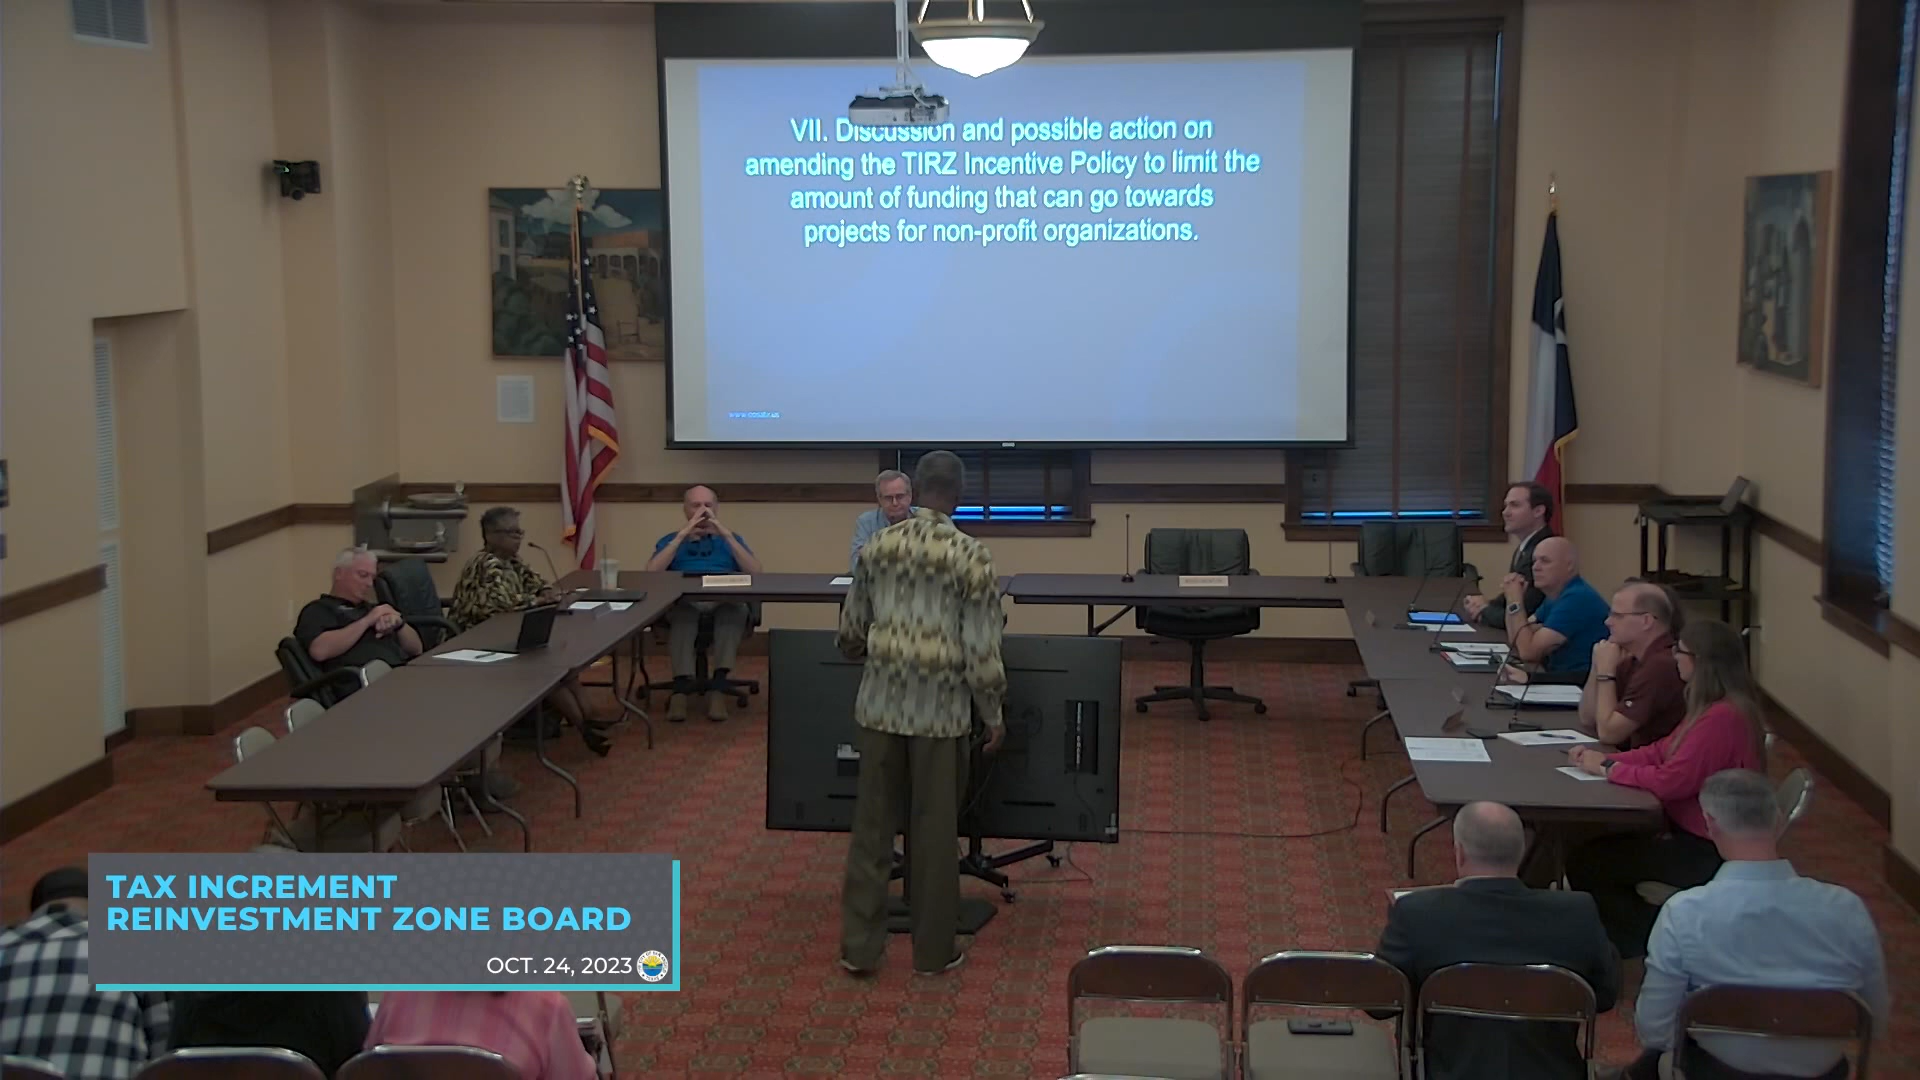 VII. Discussion and possible action on
amending the TIRZ Incentive Policy to limit the
amount of funding that can go towards
projects for non-profit organizations.
TAX INCREMENT
REINVESTMENT ZONE BOARD
OCT. 24, 2023